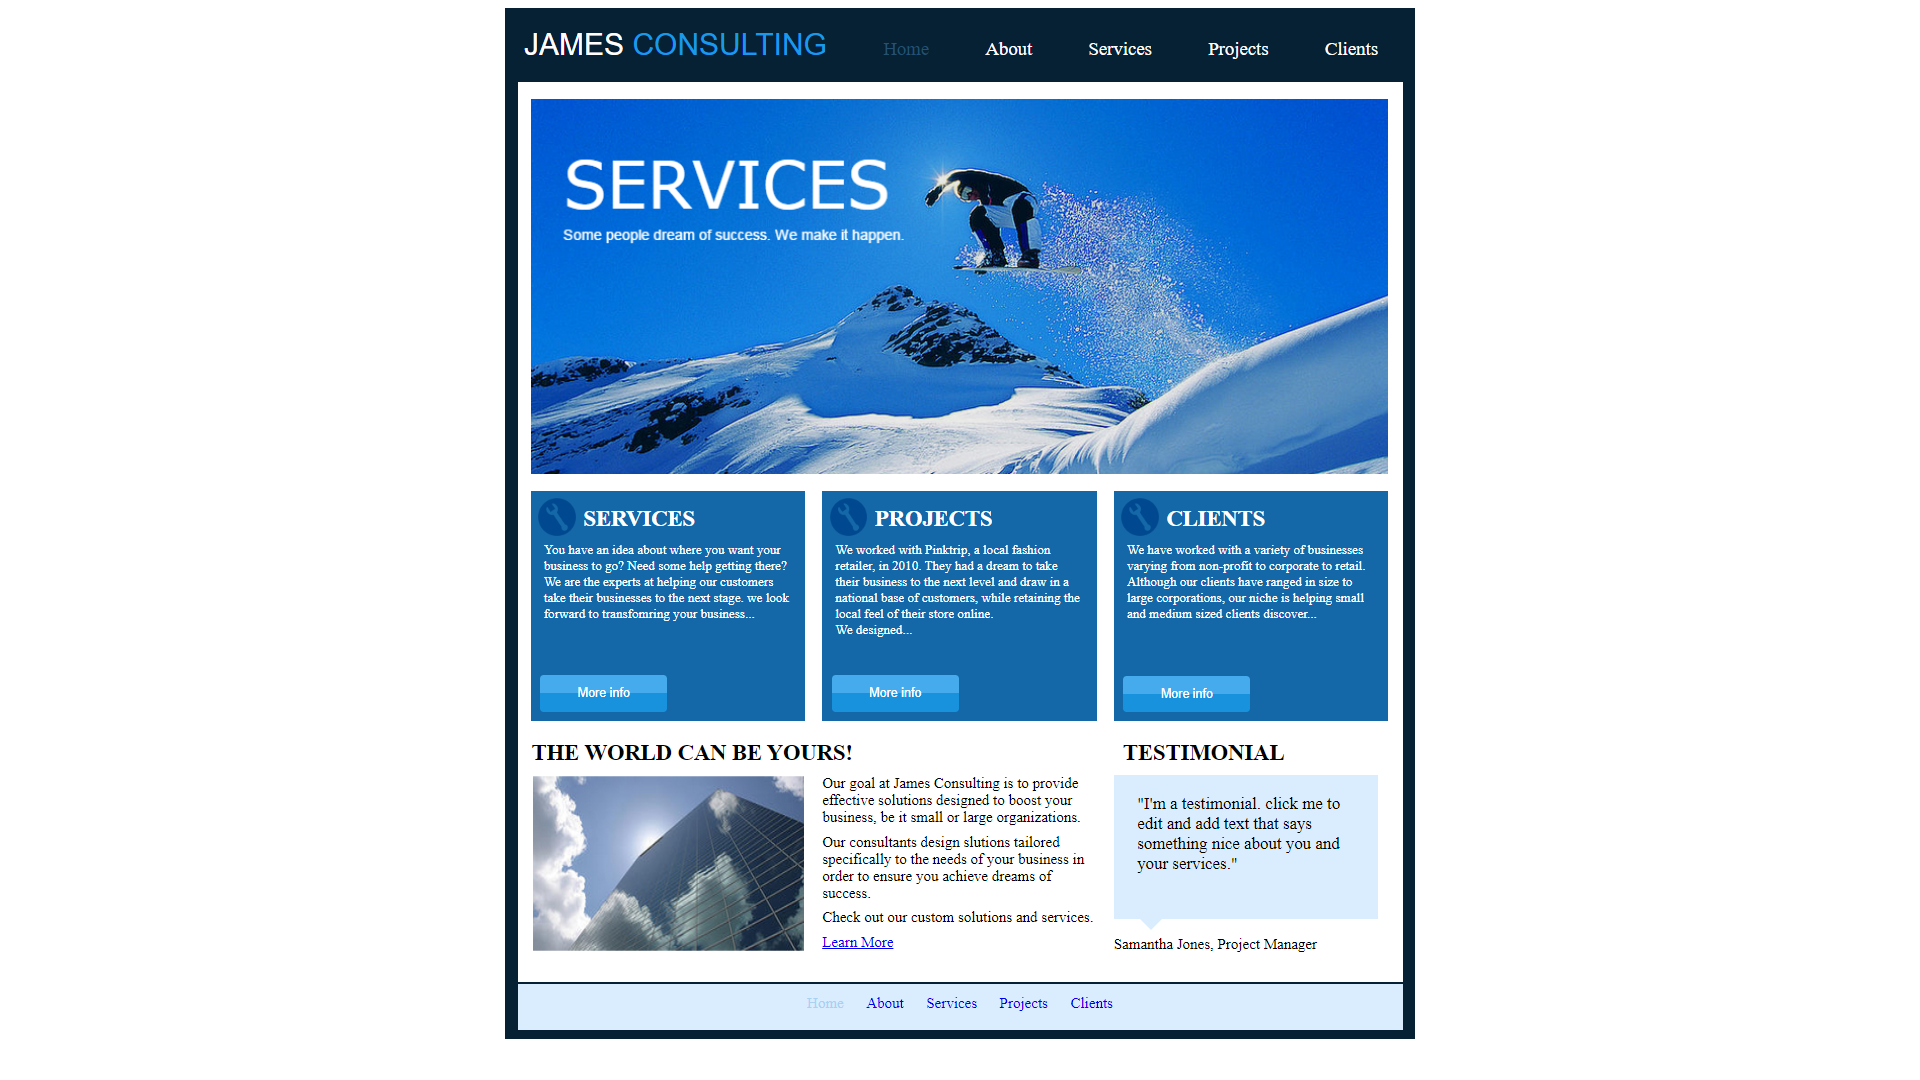 JAMES CONSULTING
Home About Services Projects Clients
SERVICES
Some people dream of success. We make it happen.
SERVICES
You have an idea about where you want your
business to go? Need some help getting there?
We are the experts at helping our customers
take their businesses to the next stage. we look
forward to transfomring your business...
More info
PROJECTS
We worked with Pinktrip, a local fashion
retailer, in 2010. They had a dream to take
their business to the next level and draw in a
national base of customers, while retaining the
local feel of their store online.
We designed...
More info
CLIENTS
We have worked with a variety of businesses
varying from non-profit to corporate to retail.
Although our clients have ranged in size to
large corporations, our niche is helping small
and medium sized clients discover...
More info
THE WORLD CAN BE YOURS!
Our goal at James Consulting is to provide
effective solutions designed to boost your
business, be it small or large organizations.
Our consultants design slutions tailored
specifically to the needs of your business in
order to ensure you achieve dreams of
success.
Check out our custom solutions and services.
Learn More
TESTIMONIAL
"I'm a testimonial. click me to
edit and add text that says
something nice about you and
your services."
Samantha Jones, Project Manager
Home About Services Projects Clients